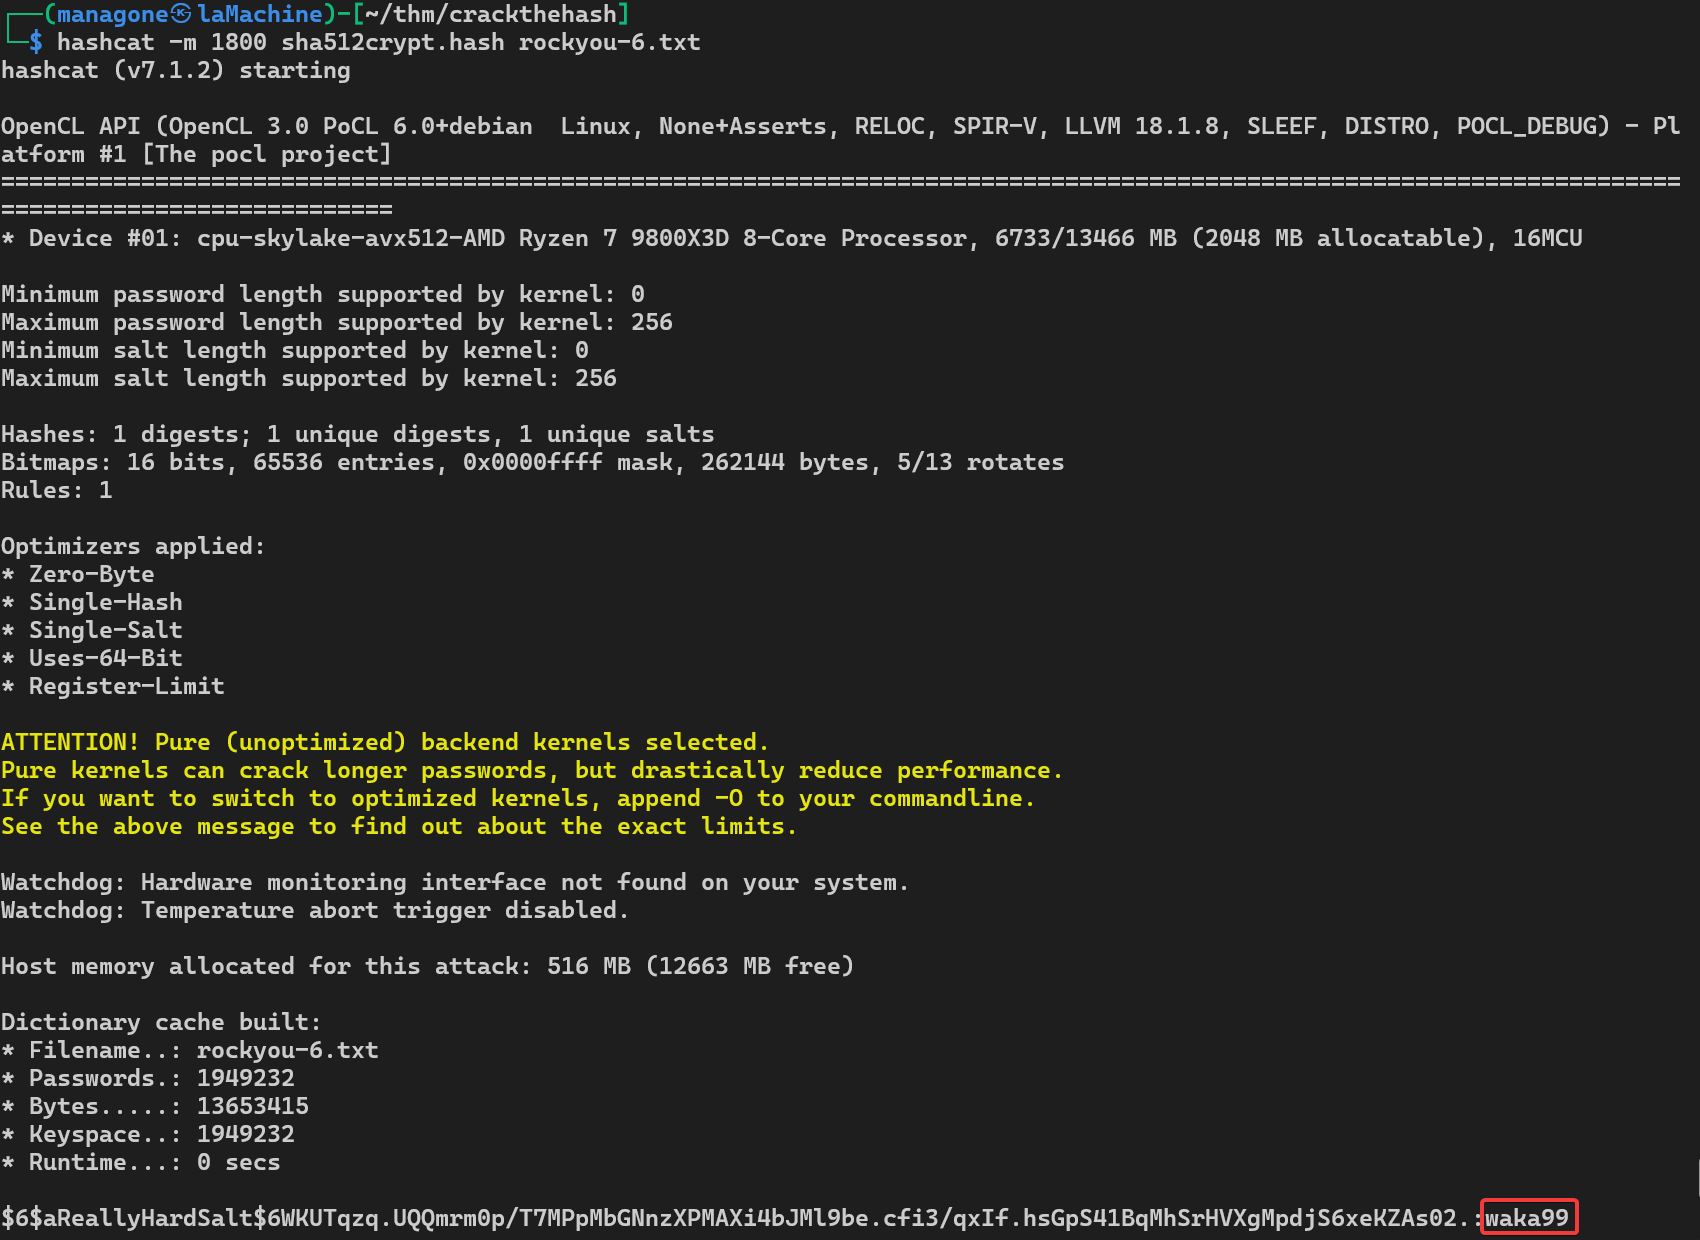 ┌──(managone㉿laMachine)-[~/thm/crackthehash]
└─$ hashcat -m 1800 sha512crypt.hash rockyou-6.txt
hashcat (v7.1.2) starting

OpenCL API (OpenCL 3.0 PoCL 6.0+debian  Linux, None+Asserts, RELOC, SPIR-V, LLVM 18.1.8, SLEEF, DISTRO, POCL_DEBUG) - Pl
atform #1 [The pocl project]
========================================================================================================================
============================
* Device #01: cpu-skylake-avx512-AMD Ryzen 7 9800X3D 8-Core Processor, 6733/13466 MB (2048 MB allocatable), 16MCU

Minimum password length supported by kernel: 0
Maximum password length supported by kernel: 256
Minimum salt length supported by kernel: 0
Maximum salt length supported by kernel: 256

Hashes: 1 digests; 1 unique digests, 1 unique salts
Bitmaps: 16 bits, 65536 entries, 0x0000ffff mask, 262144 bytes, 5/13 rotates
Rules: 1

Optimizers applied:
* Zero-Byte
* Single-Hash
* Single-Salt
* Uses-64-Bit
* Register-Limit

ATTENTION! Pure (unoptimized) backend kernels selected.
Pure kernels can crack longer passwords, but drastically reduce performance.
If you want to switch to optimized kernels, append -O to your commandline.
See the above message to find out about the exact limits.

Watchdog: Hardware monitoring interface not found on your system.
Watchdog: Temperature abort trigger disabled.

Host memory allocated for this attack: 516 MB (12663 MB free)

Dictionary cache built:
* Filename..: rockyou-6.txt
* Passwords.: 1949232
* Bytes.....: 13653415
* Keyspace..: 1949232
* Runtime...: 0 secs

$6$aReallyHardSalt$6WKUTqzq.UQQmrm0p/T7MPpMbGNnzXPMAXi4bJMl9be.cfi3/qxIf.hsGpS41BqMhSrHVXgMpdjS6xeKZAs02.:waka99